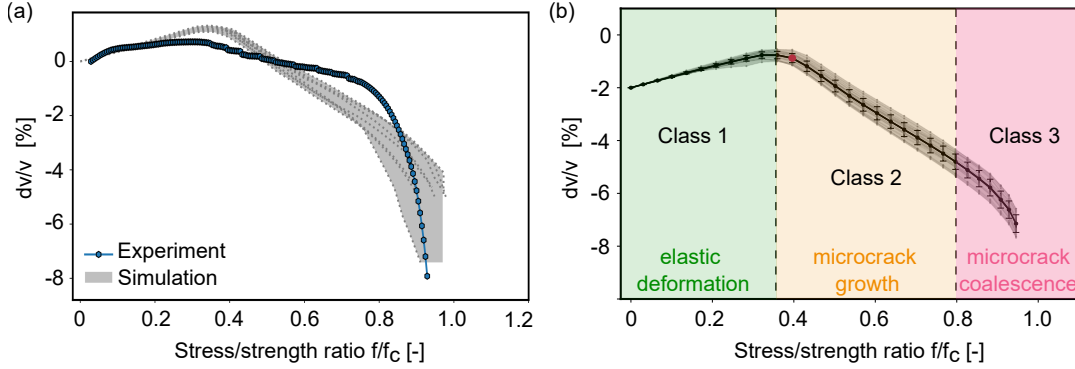 (a)
0
-2
-4
-6
-8
dv/v [%]
Experiment
Simulation
0 0.2 0.4 0.6 0.8 1.0 1.2
Stress/strength ratio f/fc [-]
(b)
0
-2
-4
-6
-8
dv/v [%]
Class 1
Class 2
Class 3
elastic
deformation
microcrack
growth
microcrack
coalescence
0 0.2 0.4 0.6 0.8 1.0
Stress/strength ratio f/fc [-]